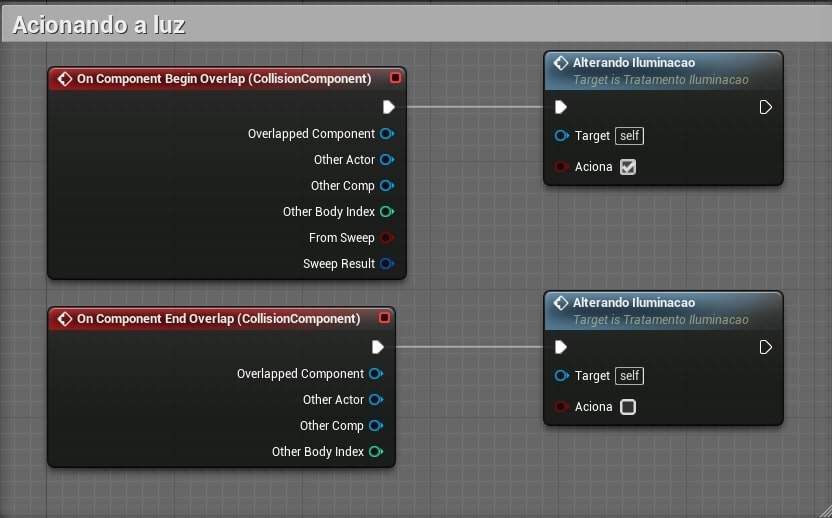 Acionando a luz
On Component Begin Overlap (CollisionComponent)
Overlapped Component
Other Actor
Other Comp
Other Body Index
From Sweep
Sweep Result
Alterando Iluminacao
Target is Tratamento Iluminacao
Target self
Aciona
On Component End Overlap (CollisionComponent)
Overlapped Component
Other Actor
Other Comp
Other Body Index
Alterando Iluminacao
Target is Tratamento Iluminacao
Target self
Aciona